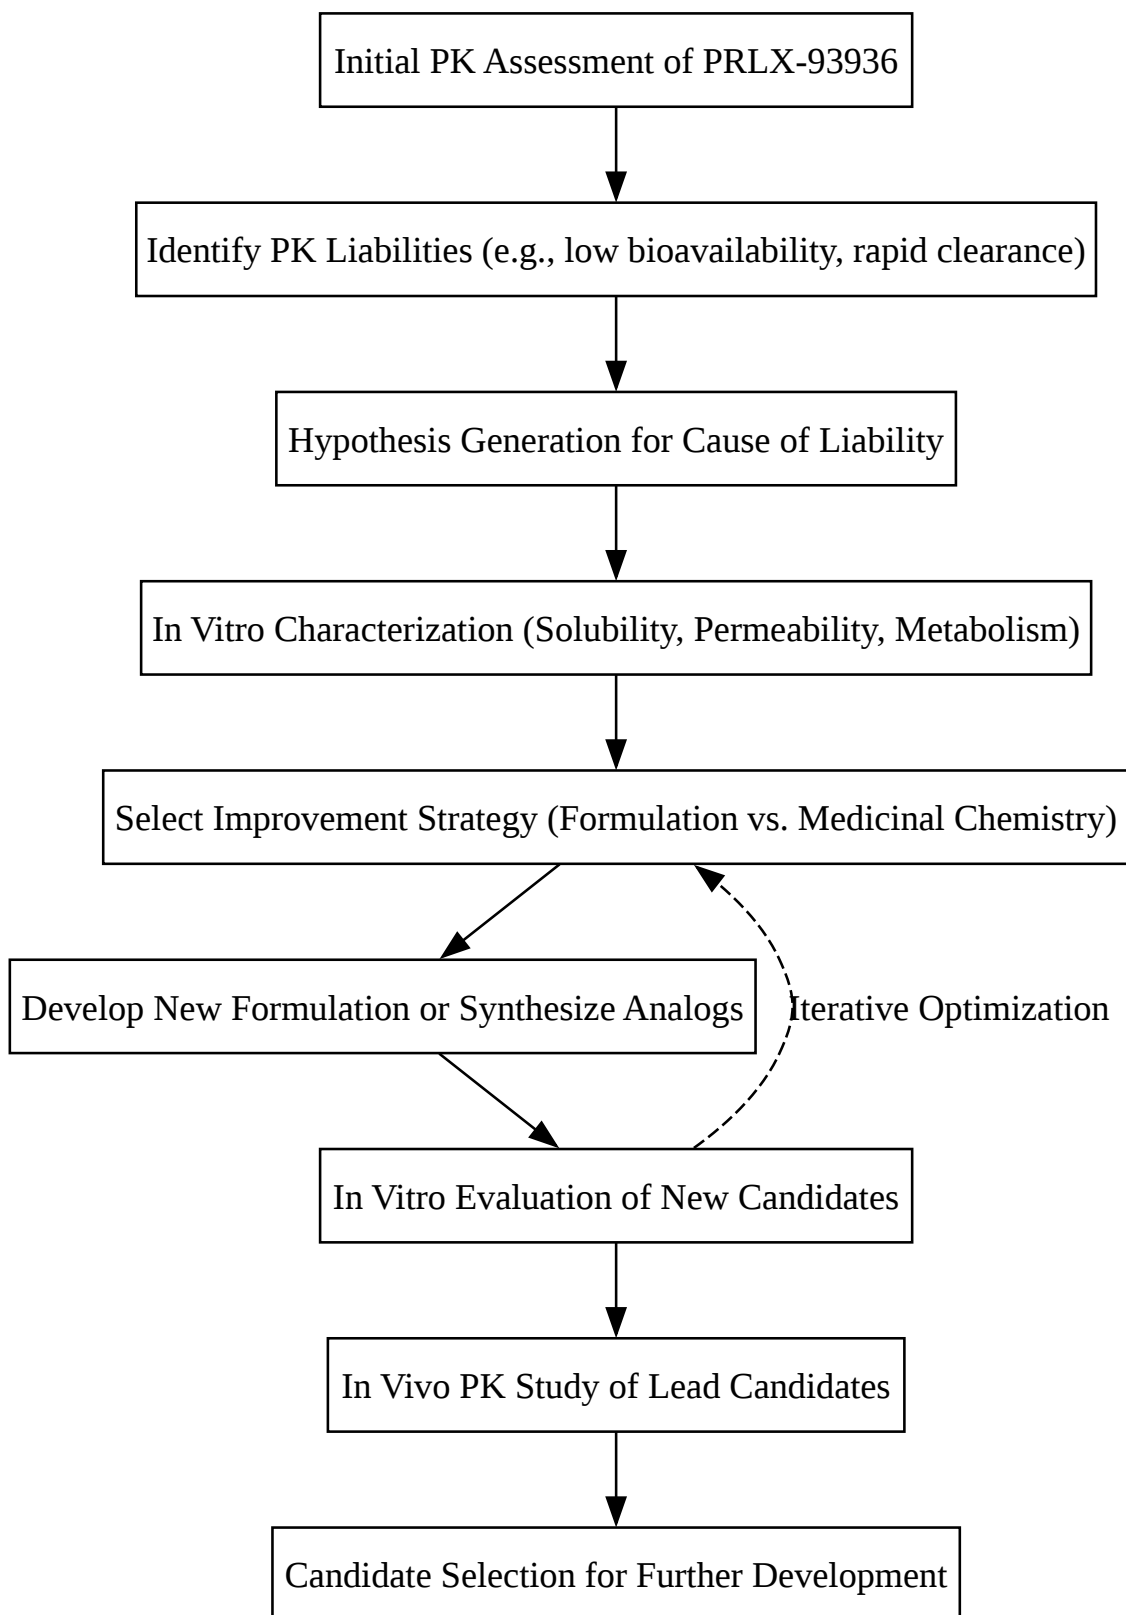 Initial PK Assessment of PRLX-93936
Identify PK Liabilities (e.g., low bioavailability, rapid clearance)
Hypothesis Generation for Cause of Liability
In Vitro Characterization (Solubility, Permeability, Metabolism)
Select Improvement Strategy (Formulation vs. Medicinal Chemistry)
Develop New Formulation or Synthesize Analogs
Iterative Optimization
In Vitro Evaluation of New Candidates
In Vivo PK Study of Lead Candidates
Candidate Selection for Further Development